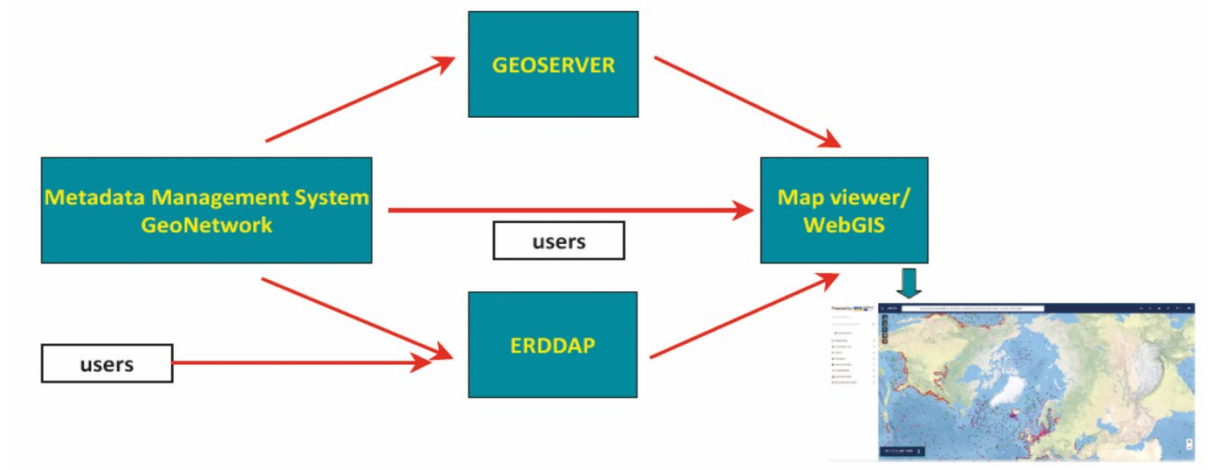 GEOSERVER
Metadata Management System
GeoNetwork
Map viewer/
WebGIS
users
ERDDAP
users